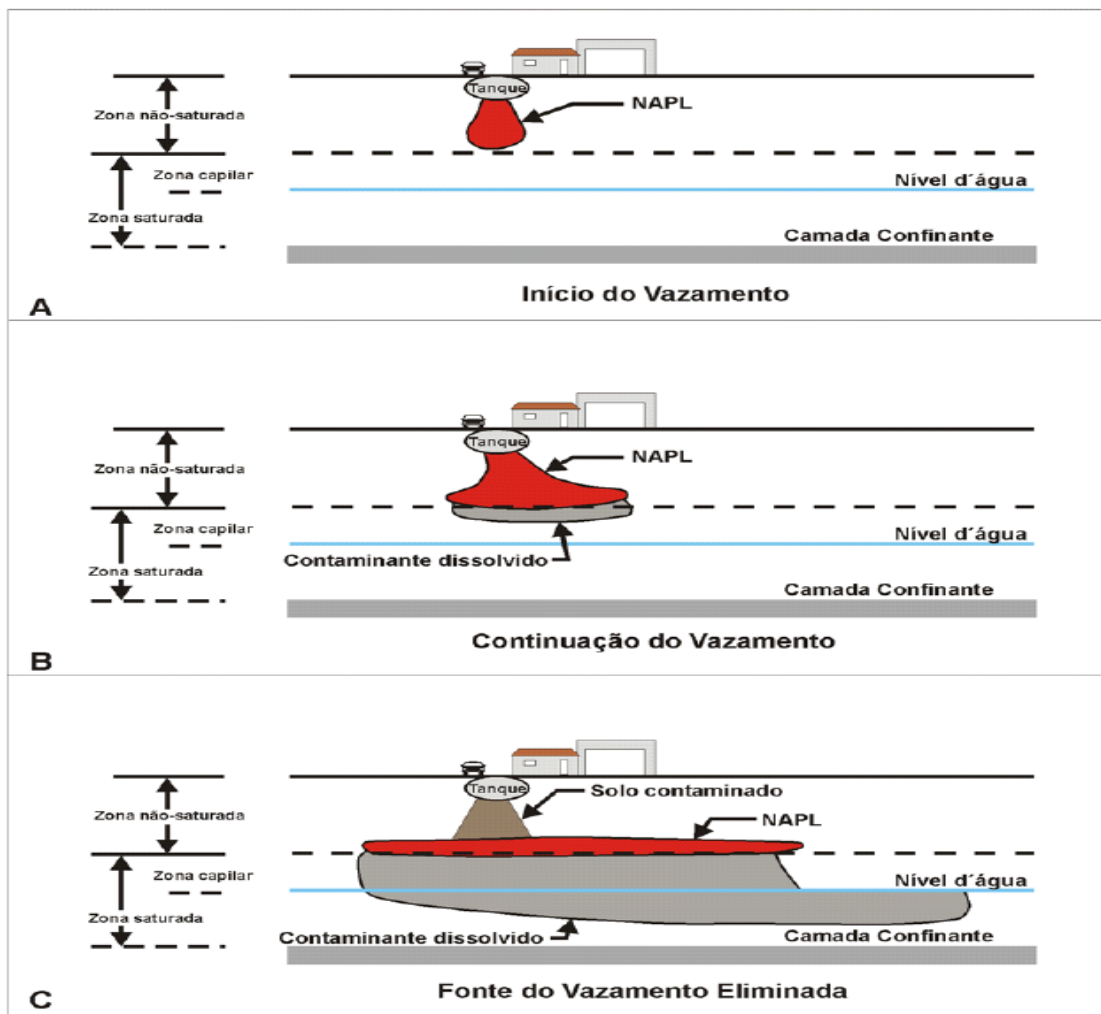 Tanque
NAPL
Zona não-saturada
Zona capilar
Nível d´água
Zona saturada
Camada Confinante
Início do Vazamento
A
Tanque
NAPL
Zona não-saturada
Zona capilar
Nível d´água
Contaminante dissolvido
Zona saturada
Camada Confinante
Continuação do Vazamento
B
Tanque
Solo contaminado
Zona não-saturada
NAPL
Zona capilar
Nível d´água
Zona saturada
Contaminante dissolvido
Camada Confinante
Fonte do Vazamento Eliminada
C